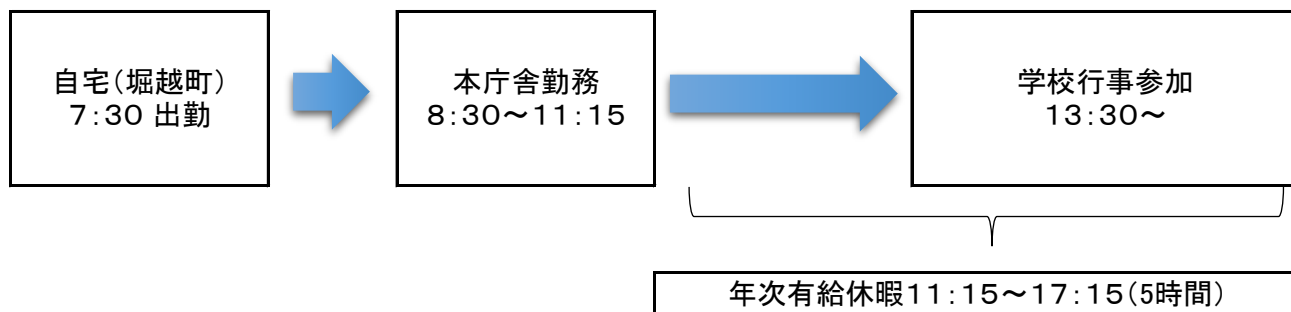 自宅（堀越町）
７：３０ 出勤
本庁舎勤務
８：３０～１１：１５
学校行事参加
１３：３０～
年次有給休暇１１：１５～１７：１５（5時間）